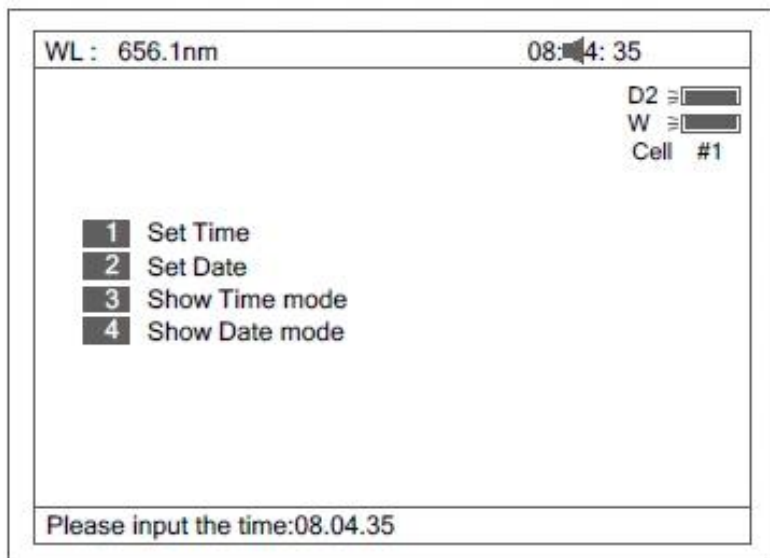 WL : 656.1nm 08: 4: 35
D2
W
Cell #1
1 Set Time
2 Set Date
3 Show Time mode
4 Show Date mode
Please input the time:08.04.35